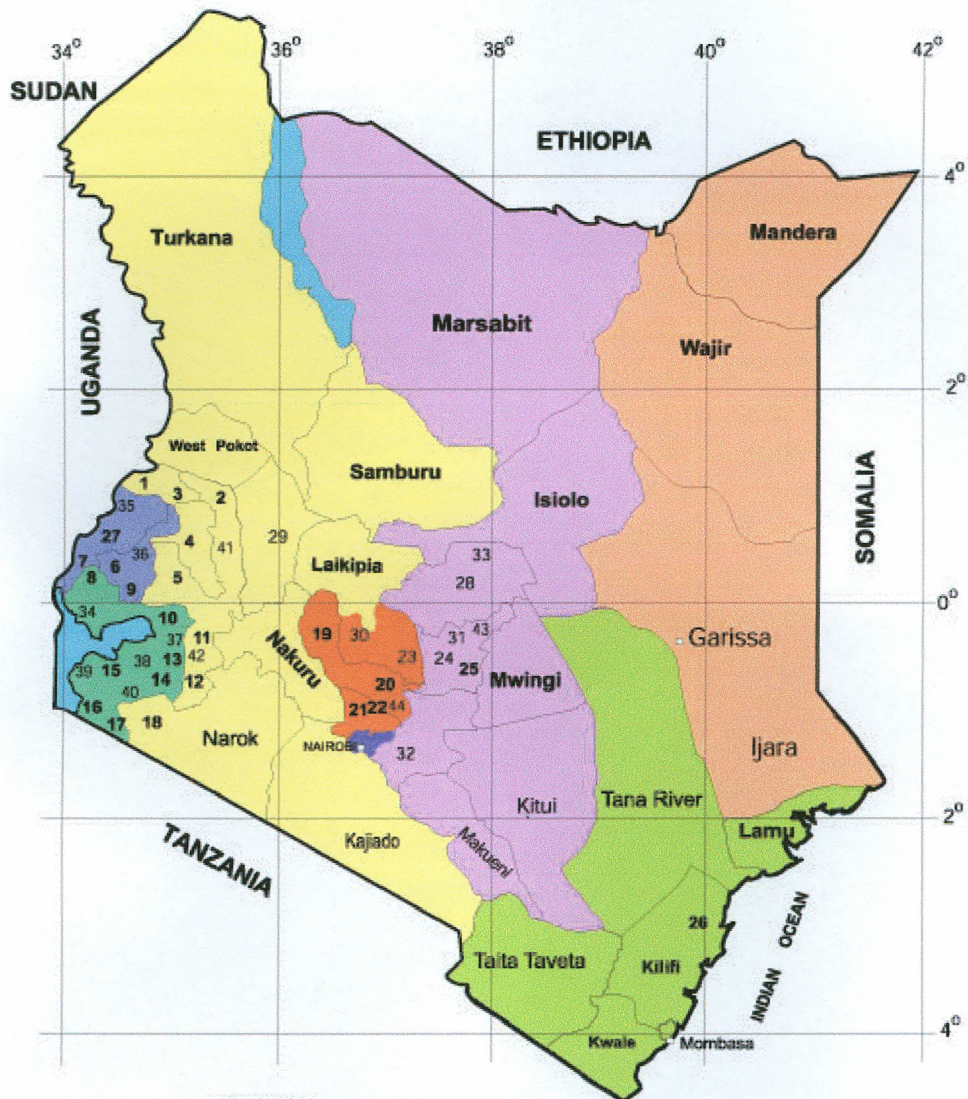 34° 36° 38° 40° 42°
SUDAN
ETHIOPIA
4°
Mandera
Turkana
Marsabit
Wajir
UGANDA
2°
West Pokot
Samburu
SOMALIA
1
3
2
Isiolo
35
27
4
41
29
36
33
7
6
Laikipia
8
5
28
9
0°
34
10
19
30
31
43
Garissa
37
11
Nakuru
23
24
25
Mwingi
39
15
38
13
42
14
12
20
40
16
21
22
44
17
18
Narok
NAIROBI
32
Ijara
Kitui
Tana River
2°
Lamu
TANZANIA
Kajiado
Makueni
26
INDIAN OCEAN
Taita Taveta
Kilifi
4°
Kwale
Mombasa